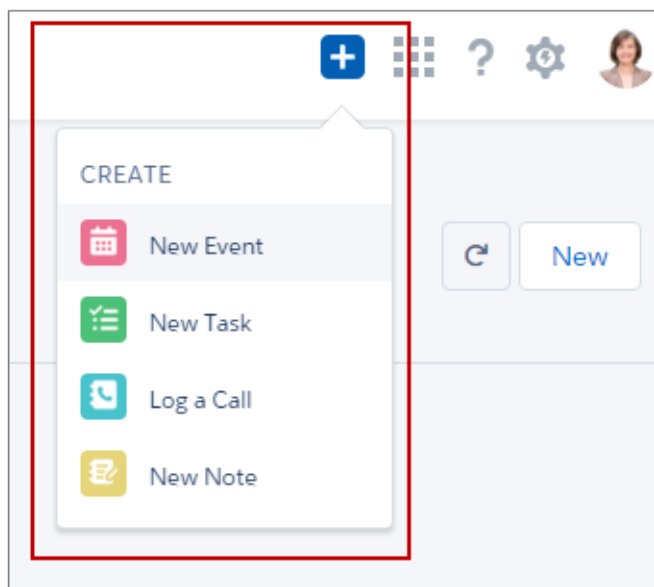 ?
CREATE
New Event
New
New Task
Log a Call
New Note